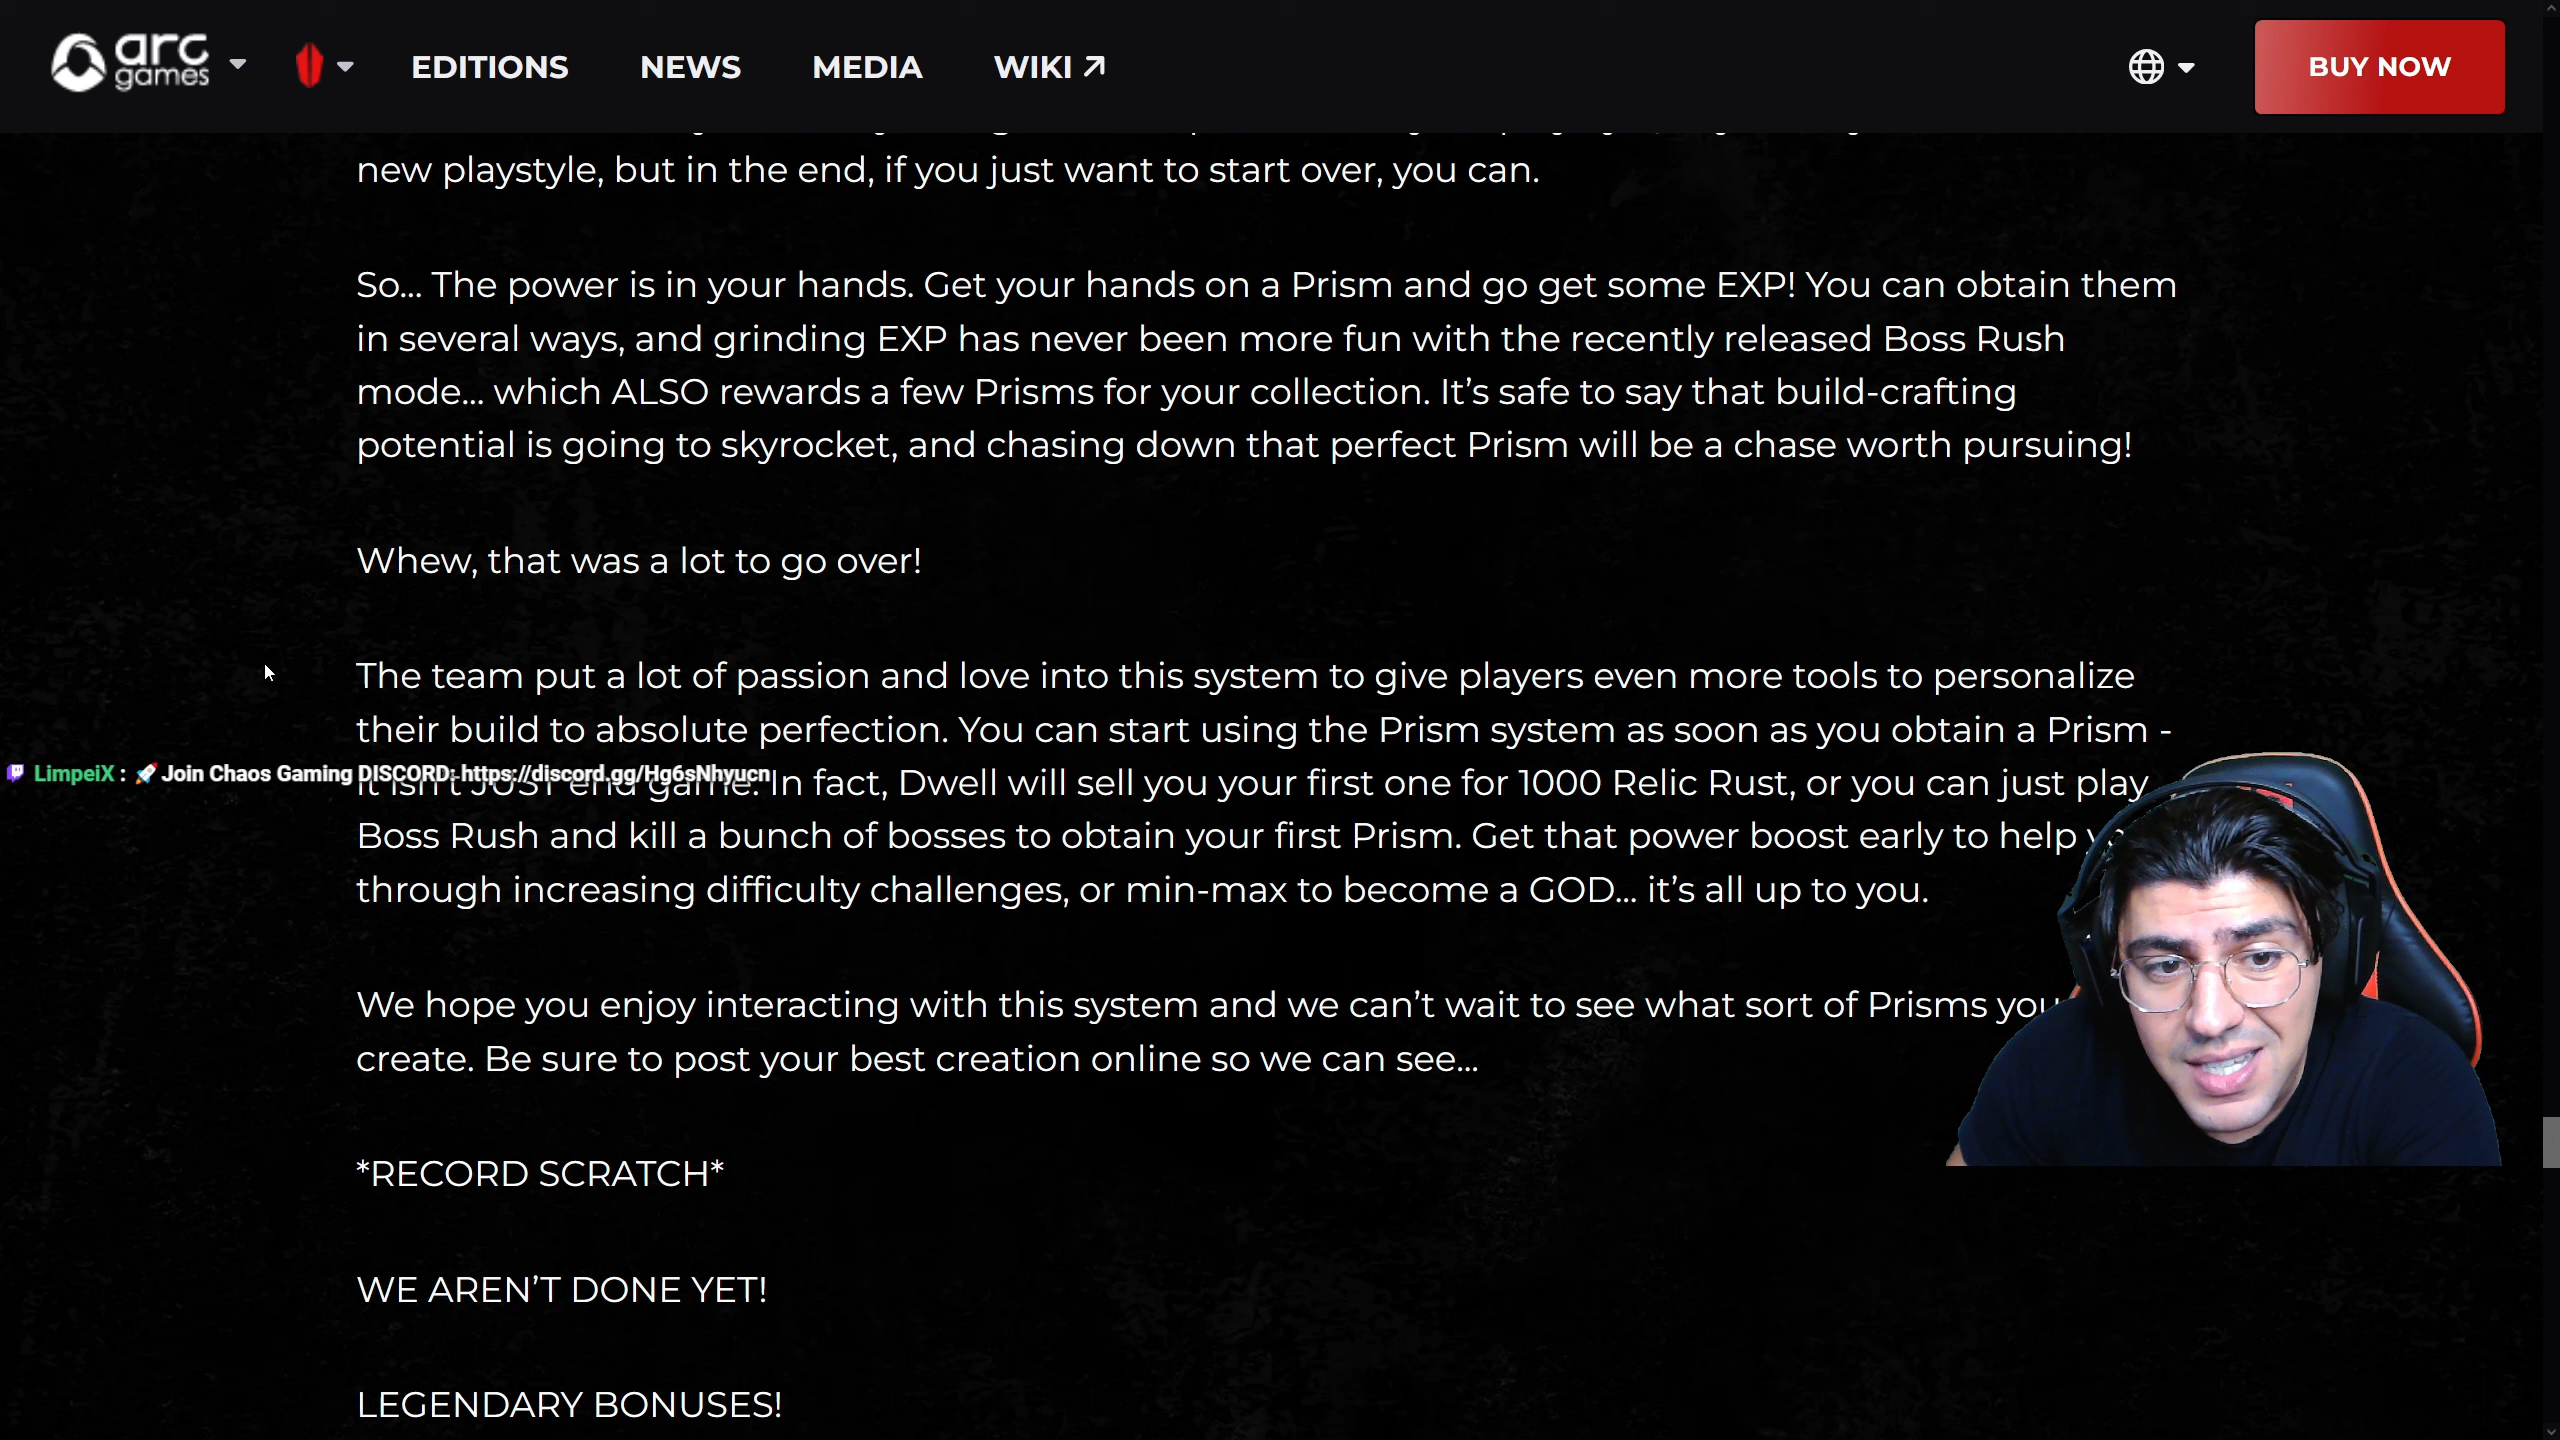 arc games
EDITIONS
NEWS
MEDIA
WIKI
BUY NOW
new playstyle, but in the end, if you just want to start over, you can.
So... The power is in your hands. Get your hands on a Prism and go get some EXP! You can obtain them
in several ways, and grinding EXP has never been more fun with the recently released Boss Rush
mode... which ALSO rewards a few Prisms for your collection. It’s safe to say that build-crafting
potential is going to skyrocket, and chasing down that perfect Prism will be a chase worth pursuing!
Whew, that was a lot to go over!
The team put a lot of passion and love into this system to give players even more tools to personalize
their build to absolute perfection. You can start using the Prism system as soon as you obtain a Prism -
LimpeiX : 🚀Join Chaos Gaming DISCORD: https://discord.gg/Hg6sNhyucn
it isn’t JUST end game. In fact, Dwell will sell you your first one for 1000 Relic Rust, or you can just play
Boss Rush and kill a bunch of bosses to obtain your first Prism. Get that power boost early to help
through increasing difficulty challenges, or min-max to become a GOD... it’s all up to you.
We hope you enjoy interacting with this system and we can’t wait to see what sort of Prisms you
create. Be sure to post your best creation online so we can see...
*RECORD SCRATCH*
WE AREN’T DONE YET!
LEGENDARY BONUSES!